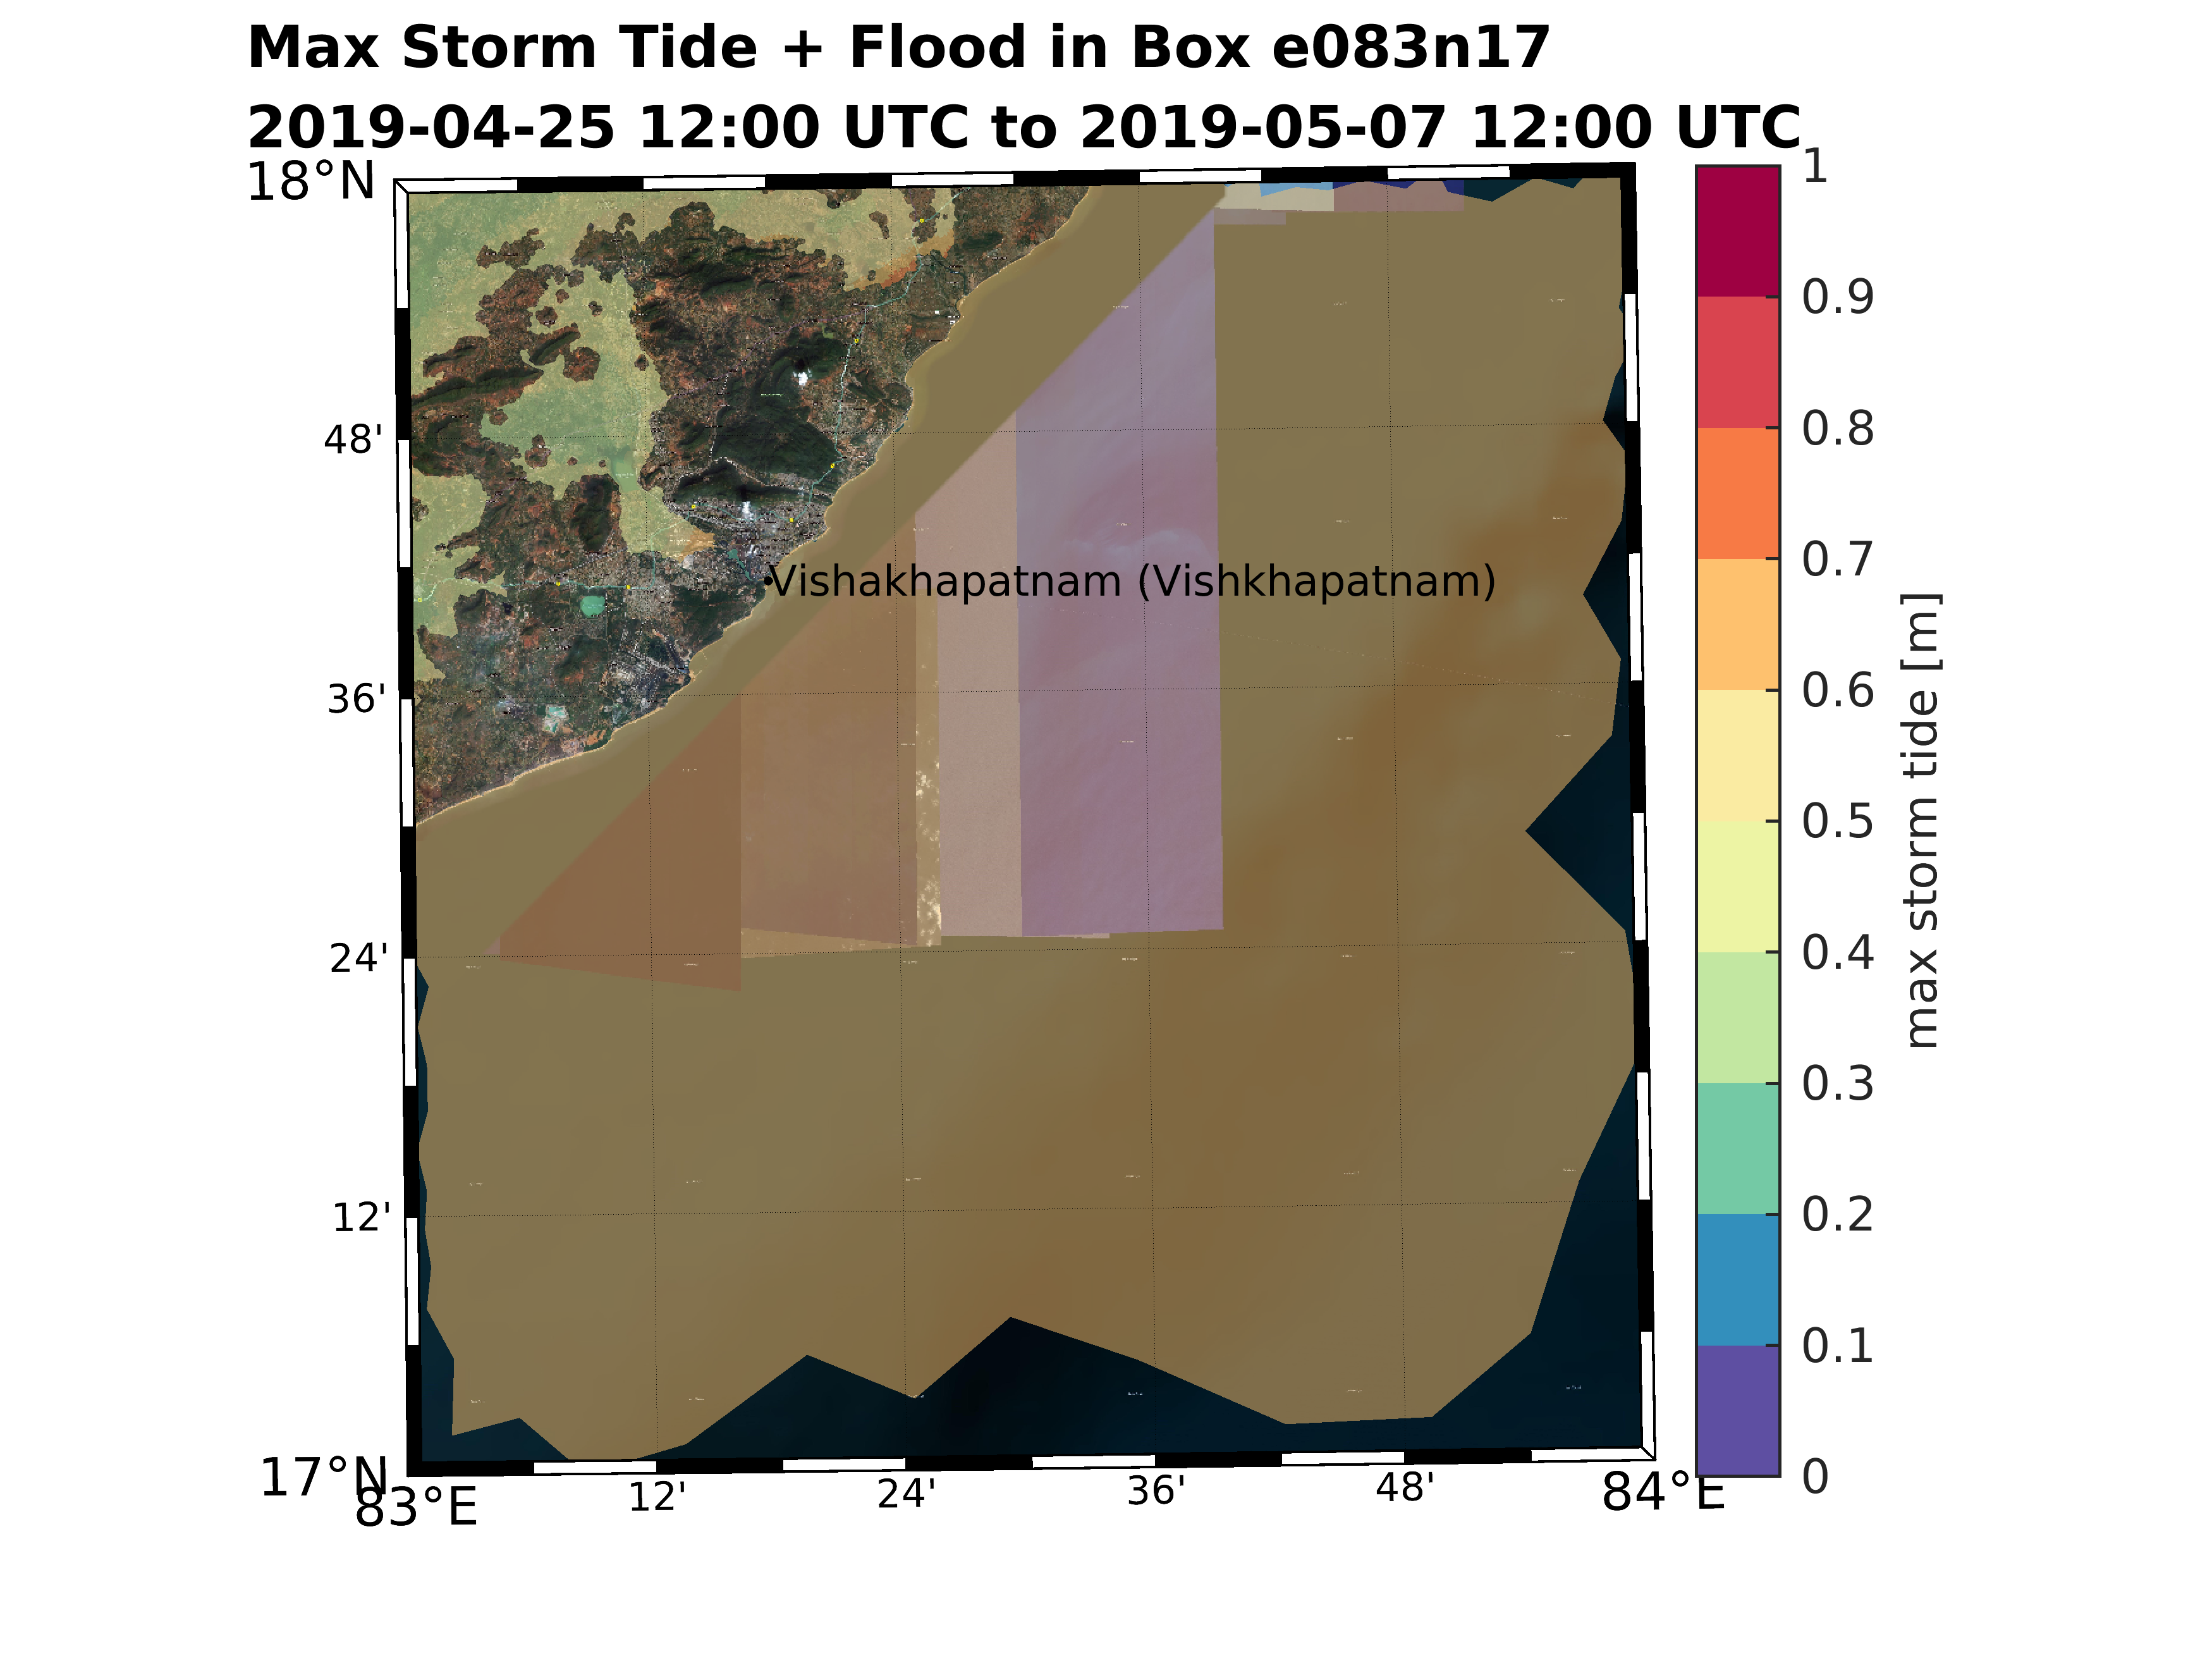 Max Storm Tide + Flood in Box e083n17
2019-04-25 12:00 UTC to 2019-05-07 12:00 UTC
18°N
48'
36'
24'
12'
17°N
83°E
12'
24'
36'
48'
84°E
Vishakhapatnam (Vishkhapatnam)
1
0.9
0.8
0.7
0.6
0.5
0.4
0.3
0.2
0.1
0
max storm tide [m]